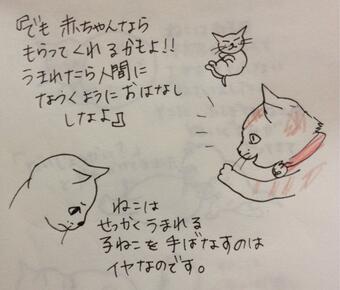 『でも 赤ちゃんなら
もらってくれるかもよ!!
うまれたら人間に
なつくようにおはなし
しなよ』
ねこは
せっかくうまれる
子ねこを手ばなすのは
イヤなのです。